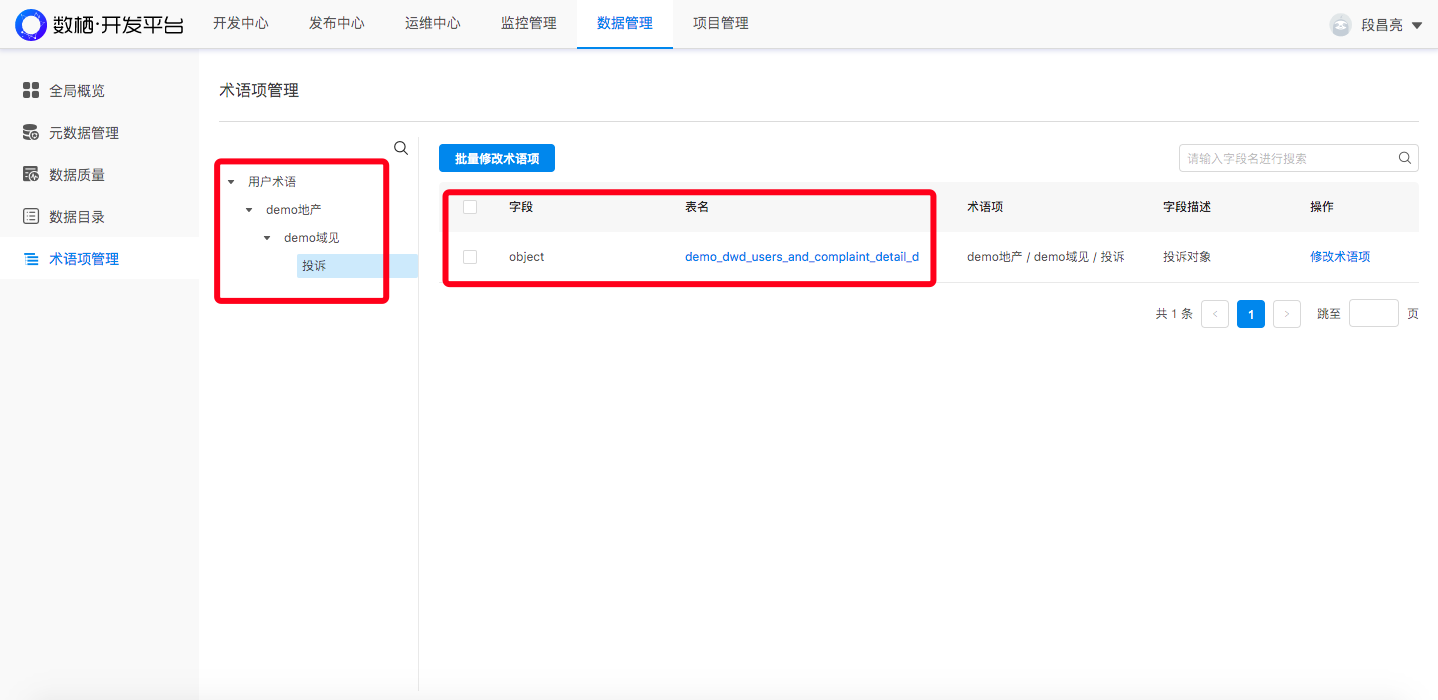 数栖·开发平台
开发中心
发布中心
运维中心
监控管理
数据管理
项目管理
段昌亮
全局概览
元数据管理
数据质量
数据目录
术语项管理
术语项管理
用户术语
demo地产
demo域见
投诉
批量修改术语项
请输入字段名进行搜索
字段 表名 术语项 字段描述 操作
object demo_dwd_users_and_complaint_detail_d demo地产 / demo域见 / 投诉 投诉对象 修改术语项
共 1 条 < 1 > 跳至 页